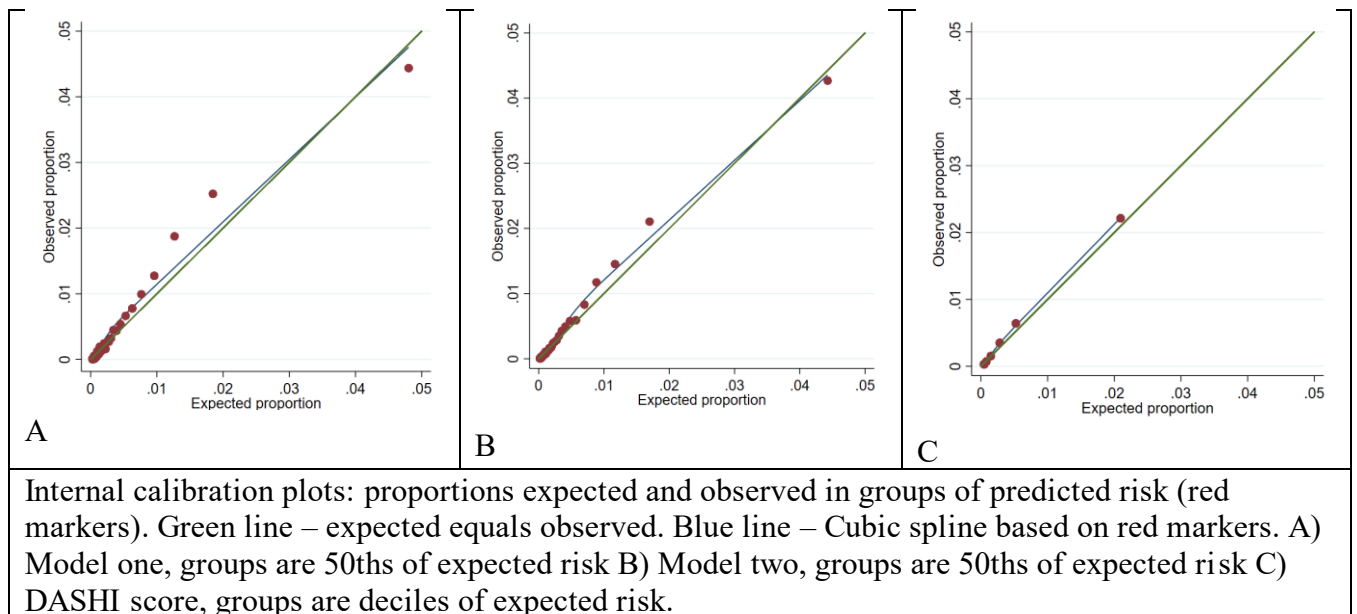 .05
.04
.03
.02
.01
0
Observed proportion
0 .01 .02 .03 .04 .05
Expected proportion
A
.05
.04
.03
.02
.01
0
Observed proportion
0 .01 .02 .03 .04 .05
Expected proportion
B
.05
.04
.03
.02
.01
0
Observed proportion
0 .01 .02 .03 .04 .05
Expected proportion
C
Internal calibration plots: proportions expected and observed in groups of predicted risk (red
markers). Green line – expected equals observed. Blue line – Cubic spline based on red markers. A)
Model one, groups are 50ths of expected risk B) Model two, groups are 50ths of expected risk C)
DASHI score, groups are deciles of expected risk.